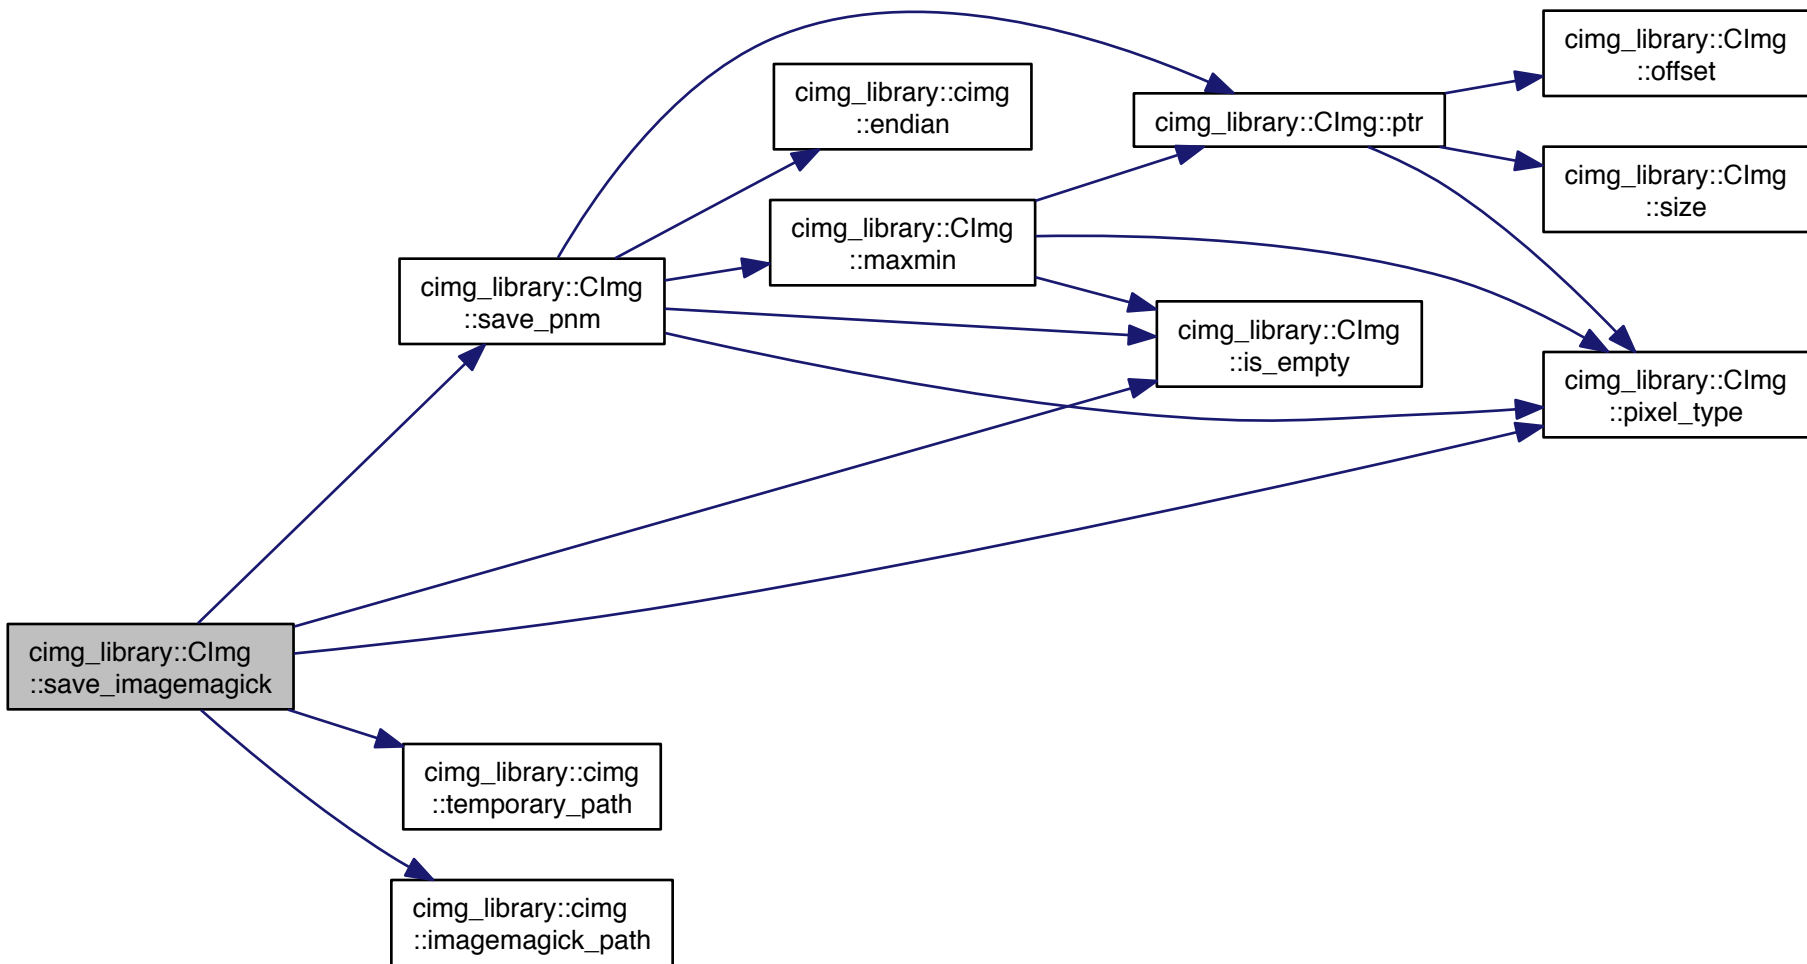 cimg_library::CImg
::offset
cimg_library::cimg
::endian
cimg_library::CImg::ptr
cimg_library::CImg
::size
cimg_library::CImg
::maxmin
cimg_library::CImg
::save_pnm
cimg_library::CImg
::is_empty
cimg_library::CImg
::pixel_type
cimg_library::CImg
::save_imagemagick
cimg_library::cimg
::temporary_path
cimg_library::cimg
::imagemagick_path